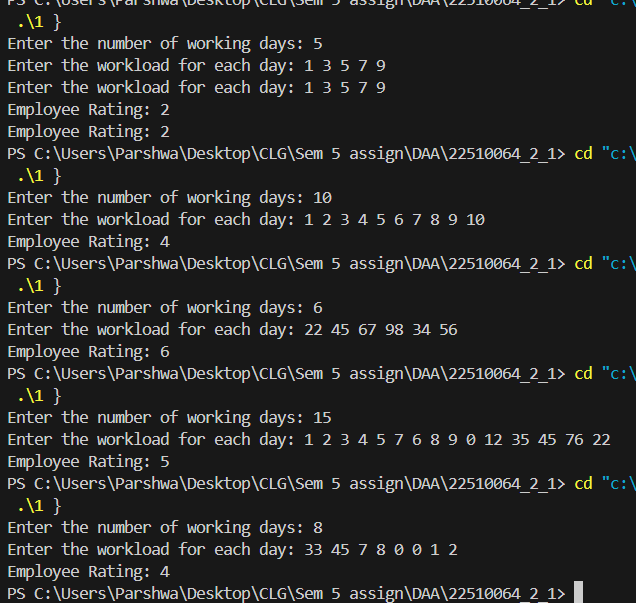 PS C:\Users\Parshwa\Desktop\CLG\Sem 5 assign\DAA\22510064_2_1> cd "c:\
.\1 }
Enter the number of working days: 5
Enter the workload for each day: 1 3 5 7 9
Enter the workload for each day: 1 3 5 7 9
Employee Rating: 2
Employee Rating: 2
PS C:\Users\Parshwa\Desktop\CLG\Sem 5 assign\DAA\22510064_2_1> cd "c:\
.\1 }
Enter the number of working days: 10
Enter the workload for each day: 1 2 3 4 5 6 7 8 9 10
Employee Rating: 4
PS C:\Users\Parshwa\Desktop\CLG\Sem 5 assign\DAA\22510064_2_1> cd "c:\
.\1 }
Enter the number of working days: 6
Enter the workload for each day: 22 45 67 98 34 56
Employee Rating: 6
PS C:\Users\Parshwa\Desktop\CLG\Sem 5 assign\DAA\22510064_2_1> cd "c:\
.\1 }
Enter the number of working days: 15
Enter the workload for each day: 1 2 3 4 5 7 6 8 9 0 12 35 45 76 22
Employee Rating: 5
PS C:\Users\Parshwa\Desktop\CLG\Sem 5 assign\DAA\22510064_2_1> cd "c:\
.\1 }
Enter the number of working days: 8
Enter the workload for each day: 33 45 7 8 0 0 1 2
Employee Rating: 4
PS C:\Users\Parshwa\Desktop\CLG\Sem 5 assign\DAA\22510064_2_1>